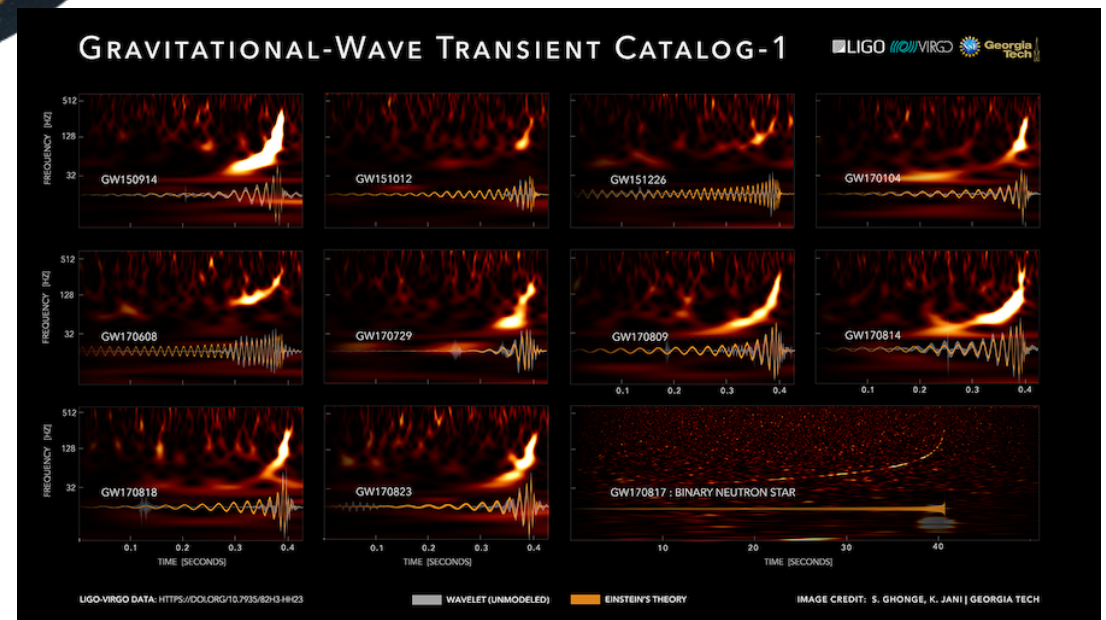 GRAVITATIONAL-WAVE TRANSIENT CATALOG-1
LIGO VIRGO NSF Georgia Tech
FREQUENCY [HZ]
512
128
32
GW150914
GW151012
GW151226
GW170104
FREQUENCY [HZ]
512
128
32
GW170608
GW170729
GW170809
GW170814
0.1 0.2 0.3 0.4
0.1 0.2 0.3 0.4
FREQUENCY [HZ]
512
128
32
GW170818
GW170823
GW170817 : BINARY NEUTRON STAR
0.1 0.2 0.3 0.4
0.1 0.2 0.3 0.4
10 20 30 40
TIME [SECONDS]
TIME [SECONDS]
TIME [SECONDS]
LIGO-VIRGO DATA: HTTPS://DOI.ORG/10.7935/82H3-HH23
WAVELET (UNMODELED)
EINSTEIN'S THEORY
IMAGE CREDIT: S. GHONGE, K. JANI | GEORGIA TECH